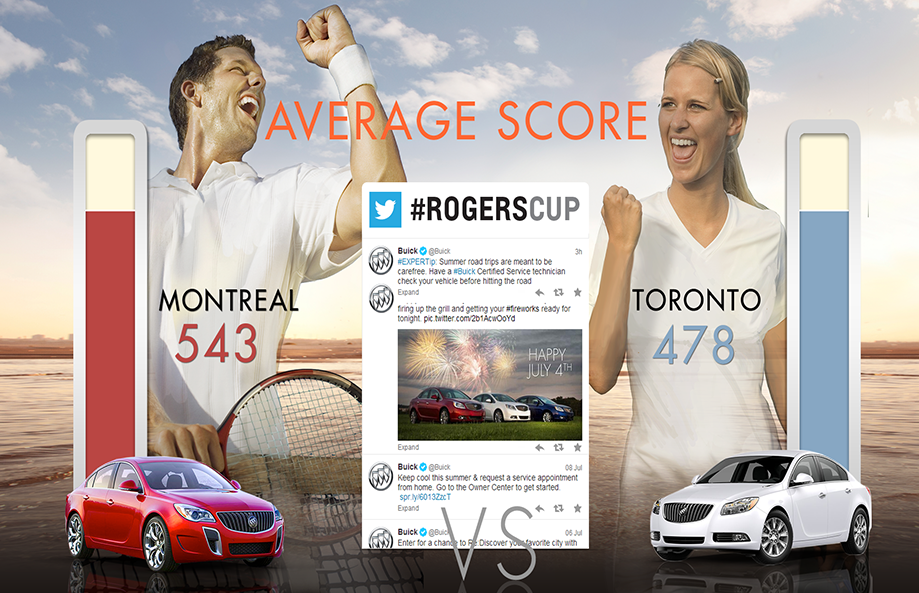 AVERAGE SCORE
#ROGERSCUP
Buick @Buick 3h
#EXPERTip: Summer road trips are meant to
be carefree. Have a #Buick Certified Service technician
check your vehicle before hitting the road
Expand
firing up the grill and getting your #fireworks ready for
tonight. pic.twitter.com/2b1AcwOoYd
HAPPY
JULY 4TH
Expand
Buick @Buick 08 Jul
Keep cool this summer & request a service appointment
from home. Go to the Owner Center to get started.
spr.ly/6013ZzcT
Expand
Buick @Buick 06 Jul
Enter for a chance to Re:Discover your favorite city with
MONTREAL
543
TORONTO
478
VS